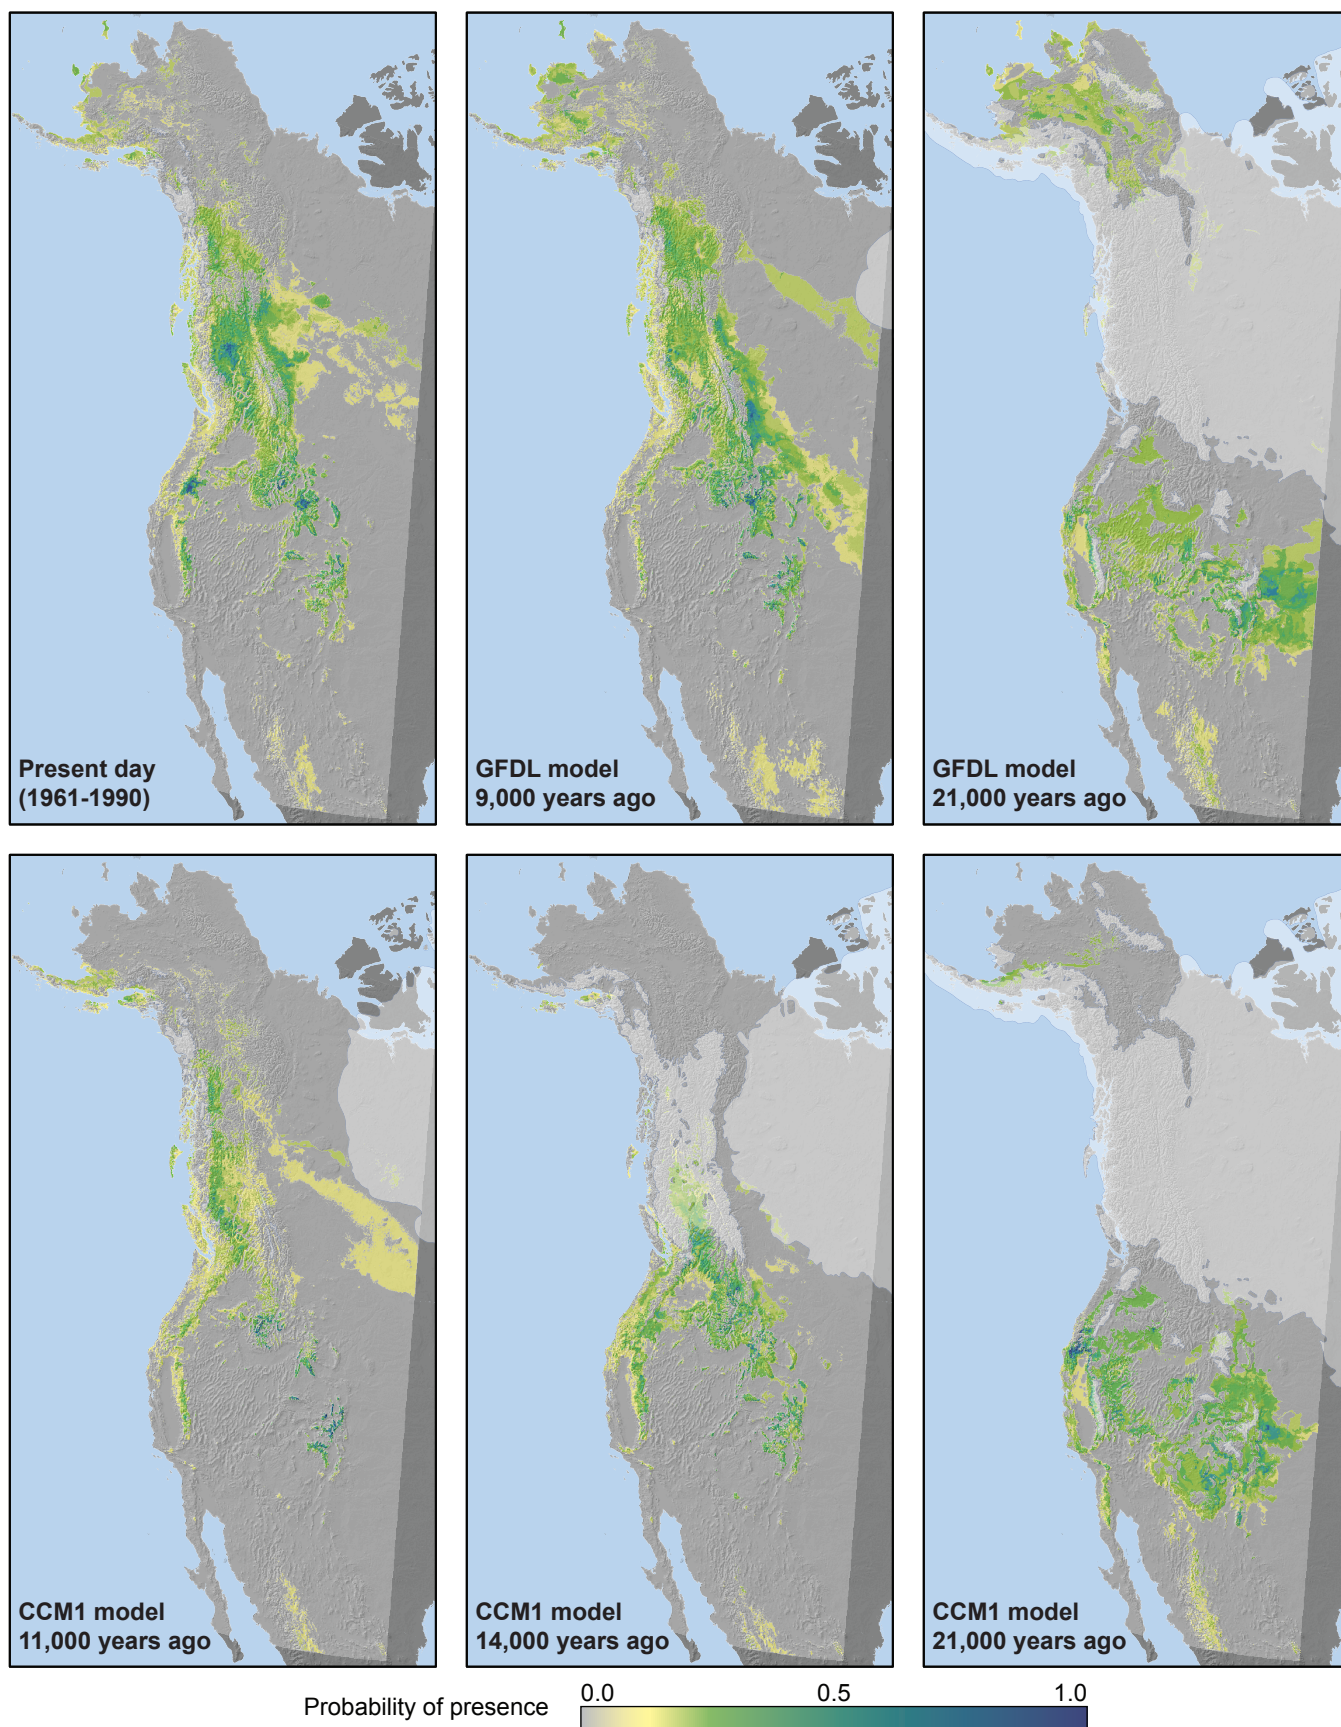 Present day
(1961-1990)
GFDL model
9,000 years ago
GFDL model
21,000 years ago
CCM1 model
11,000 years ago
CCM1 model
14,000 years ago
CCM1 model
21,000 years ago
Probability of presence
0.0 0.5 1.0